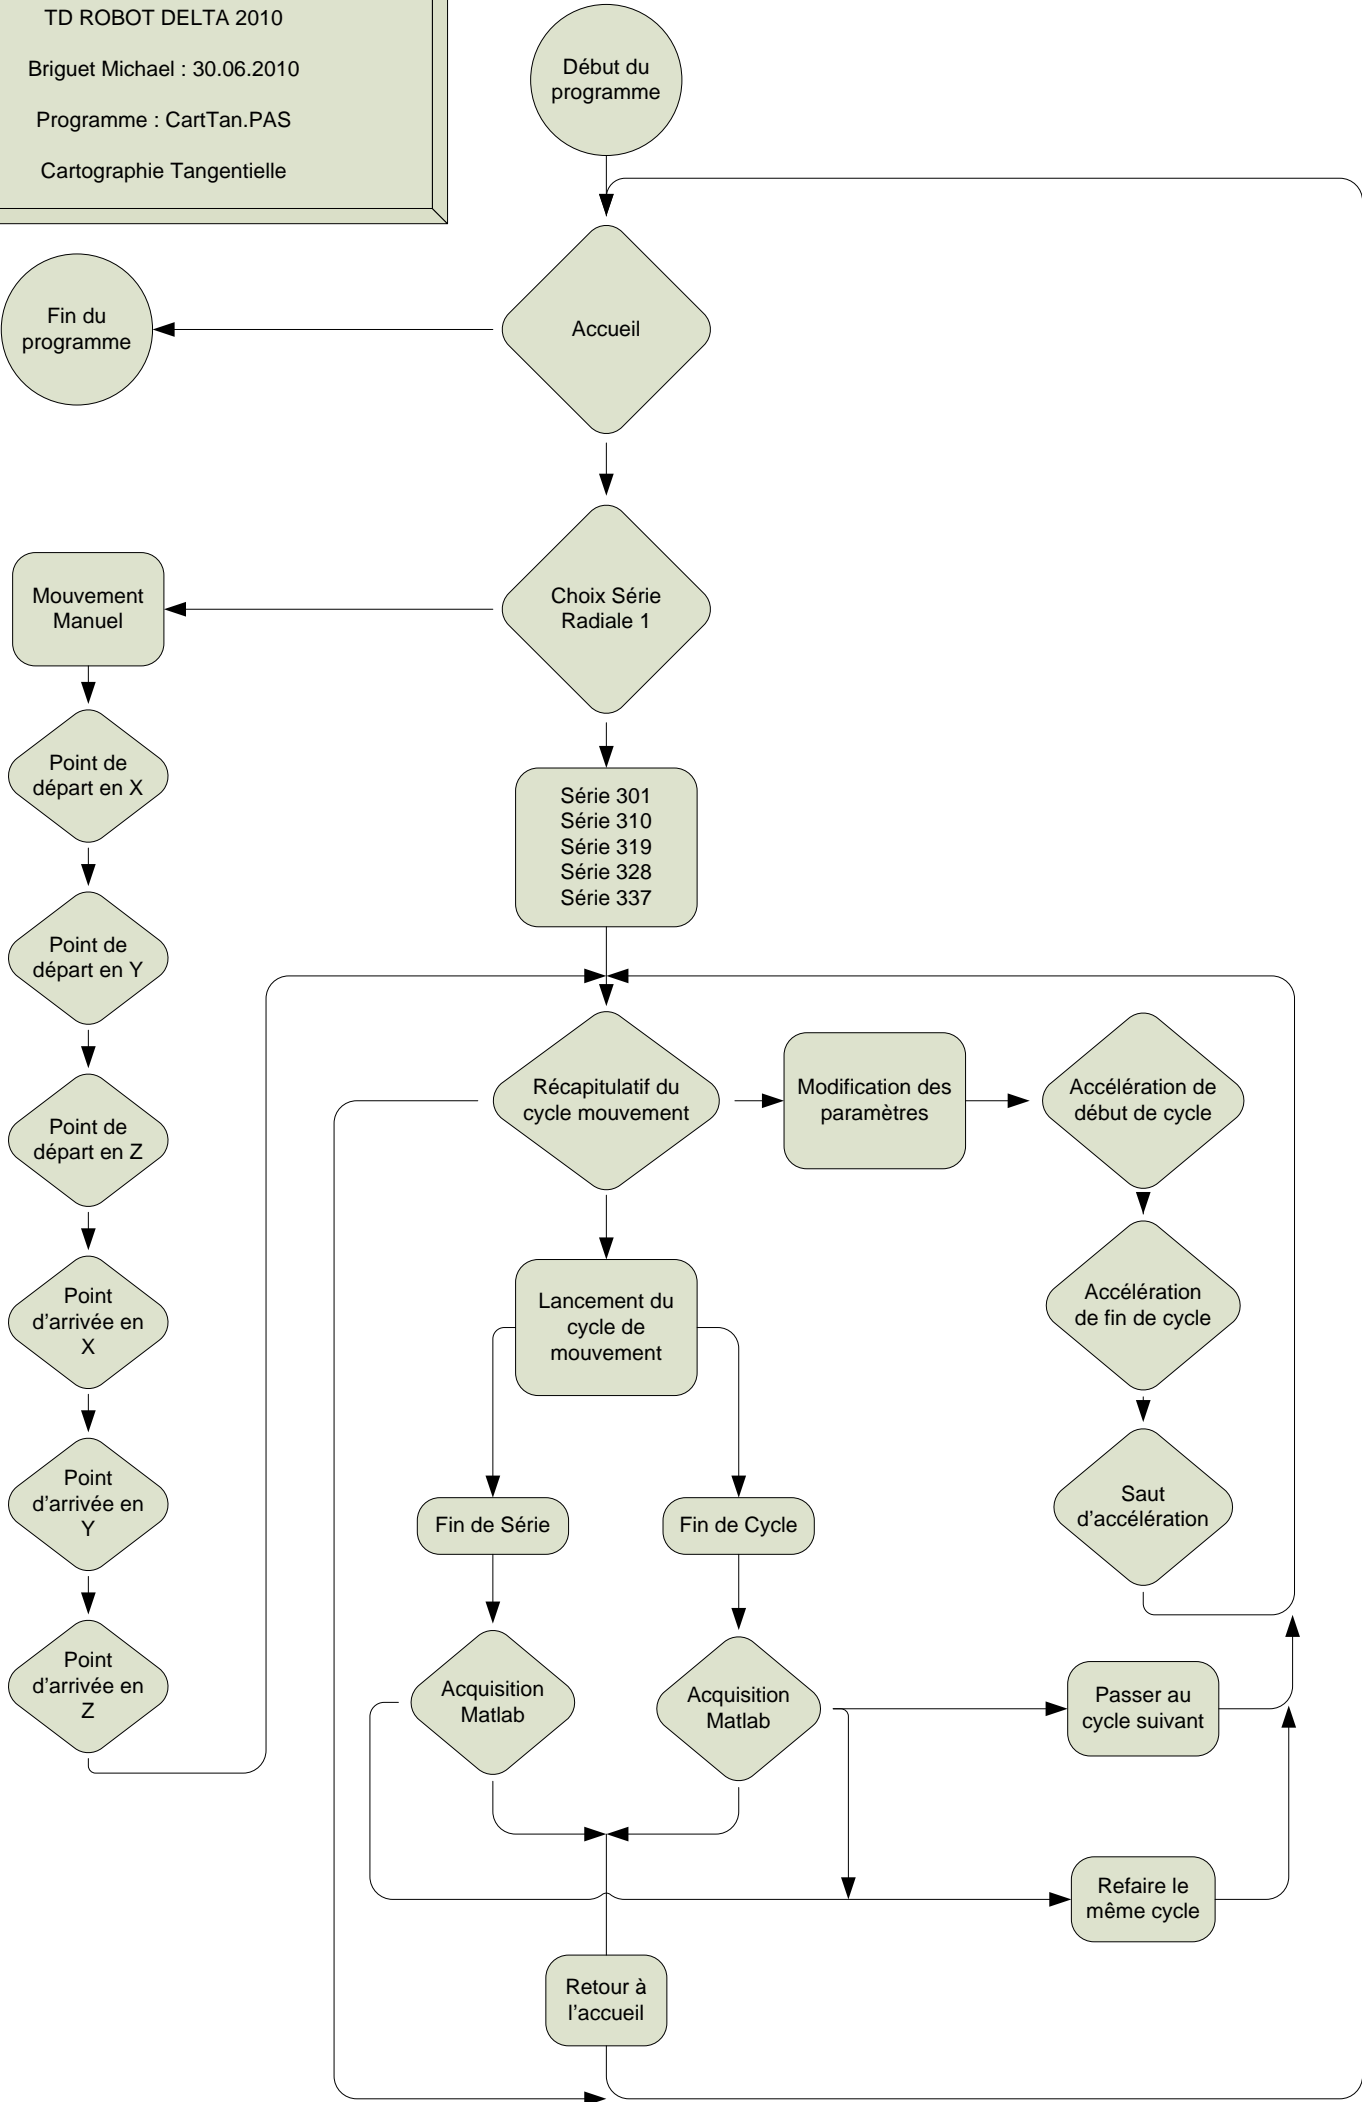 TD ROBOT DELTA 2010
Briguet Michael : 30.06.2010
Programme : CartTan.PAS
Cartographie Tangentielle
Début du
programme
Fin du
programme
Accueil
Mouvement
Manuel
Choix Série
Radiale 1
Point de
départ en X
Série 301
Série 310
Série 319
Série 328
Série 337
Point de
départ en Y
Point de
départ en Z
Récapitulatif du
cycle mouvement
Modification des
paramètres
Accélération de
début de cycle
Point
d'arrivée en
X
Lancement du
cycle de
mouvement
Accélération
de fin de cycle
Point
d'arrivée en
Y
Fin de Série
Fin de Cycle
Saut
d'accélération
Point
d'arrivée en
Z
Acquisition
Matlab
Acquisition
Matlab
Passer au
cycle suivant
Refaire le
même cycle
Retour à
l'accueil